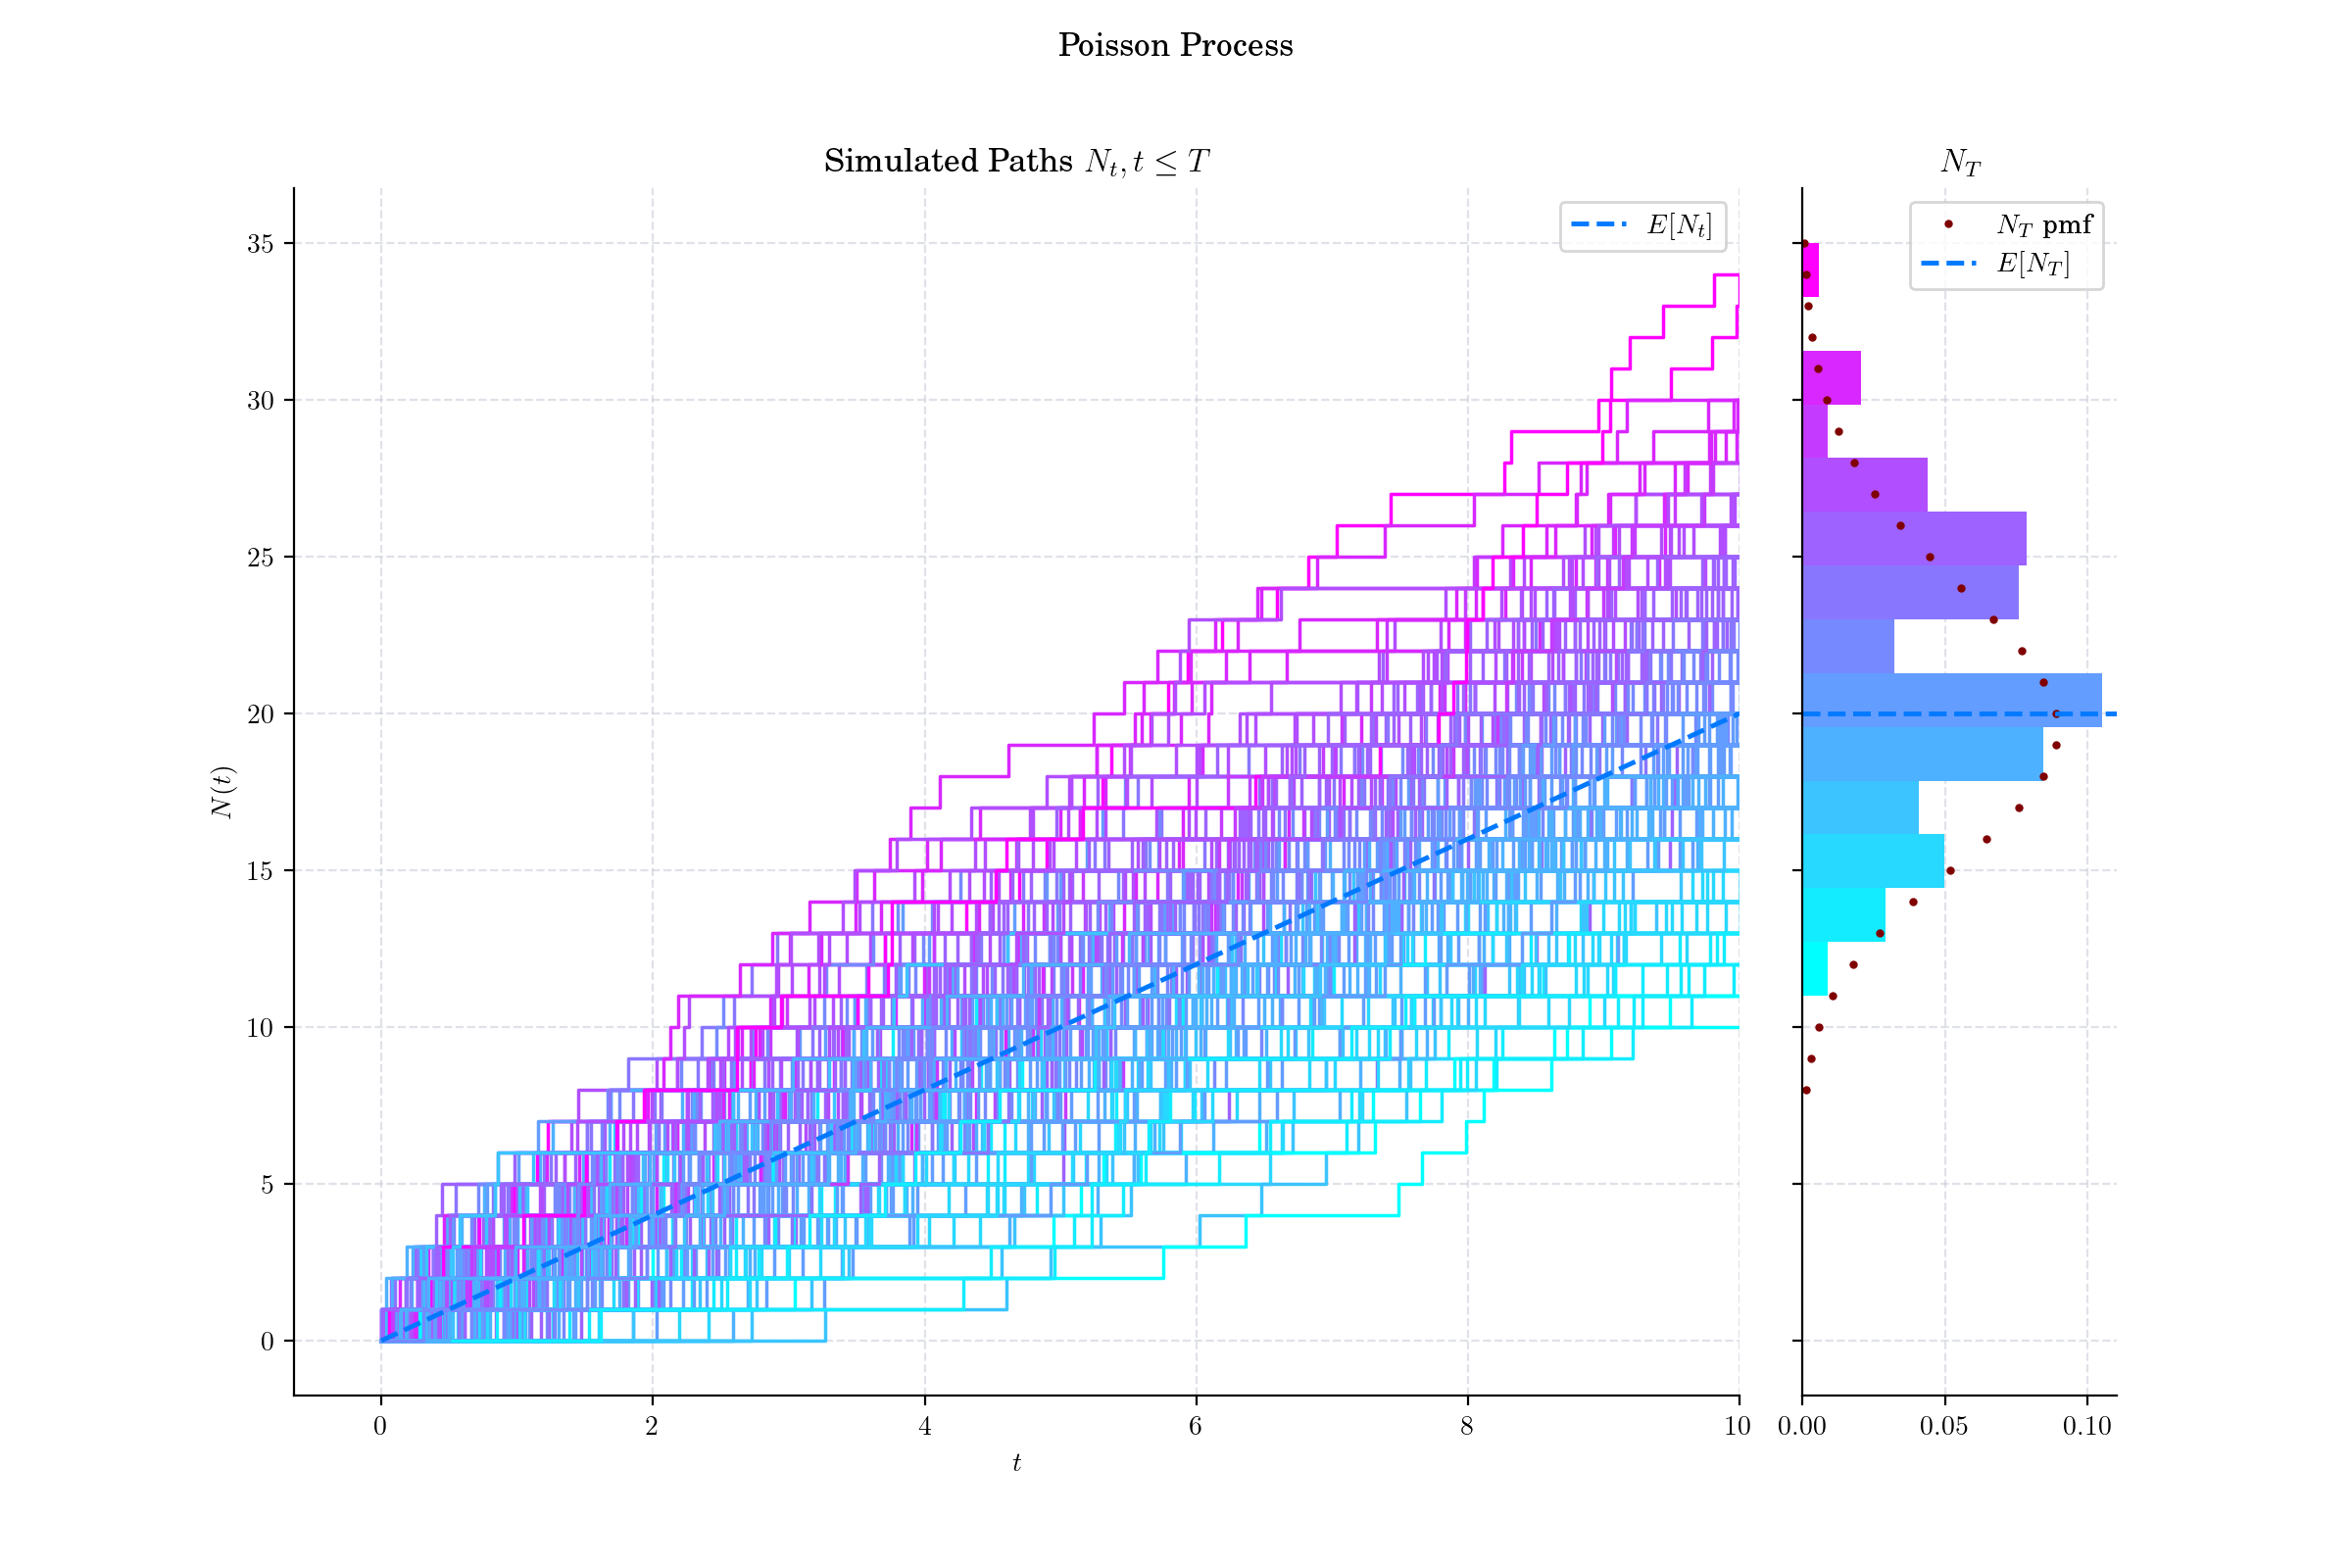 Poisson Process
Simulated Paths $N_t, t \leq T$
$N_T$
$E[N_t]$
$N_T$ pmf
$E[N_T]$
35
30
25
20
15
10
5
0
$N(t)$
0 2 4 6 8 10
0.00 0.05 0.10
$t$